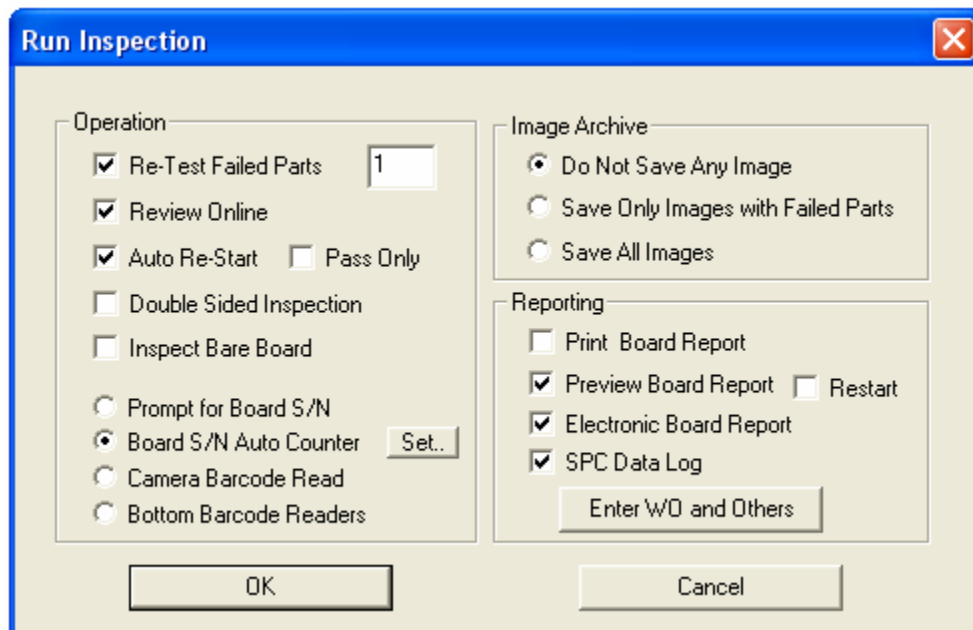 Run Inspection
Operation
Re-Test Failed Parts 1
Review Online
Auto Re-Start Pass Only
Double Sided Inspection
Inspect Bare Board
Prompt for Board S/N
Board S/N Auto Counter Set..
Camera Barcode Read
Bottom Barcode Readers
Image Archive
Do Not Save Any Image
Save Only Images with Failed Parts
Save All Images
Reporting
Print Board Report
Preview Board Report Restart
Electronic Board Report
SPC Data Log
Enter WO and Others
OK
Cancel